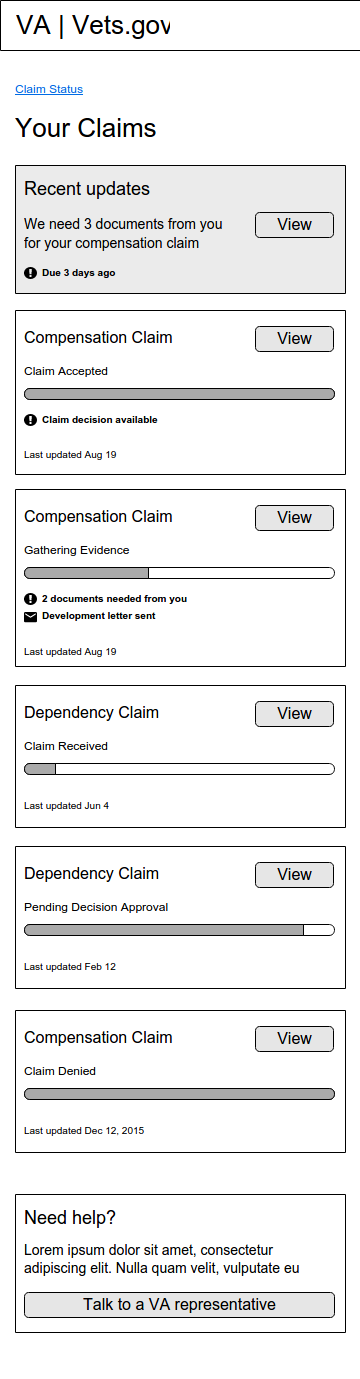 VA | Vets.gov
Claim Status
Your Claims
Recent updates
We need 3 documents from you
for your compensation claim
View
Due 3 days ago
Compensation Claim
View
Claim Accepted
Claim decision available
Last updated Aug 19
Compensation Claim
View
Gathering Evidence
2 documents needed from you
Development letter sent
Last updated Aug 19
Dependency Claim
View
Claim Received
Last updated Jun 4
Dependency Claim
View
Pending Decision Approval
Last updated Feb 12
Compensation Claim
View
Claim Denied
Last updated Dec 12, 2015
Need help?
Lorem ipsum dolor sit amet, consectetur
adipiscing elit. Nulla quam velit, vulputate eu
Talk to a VA representative